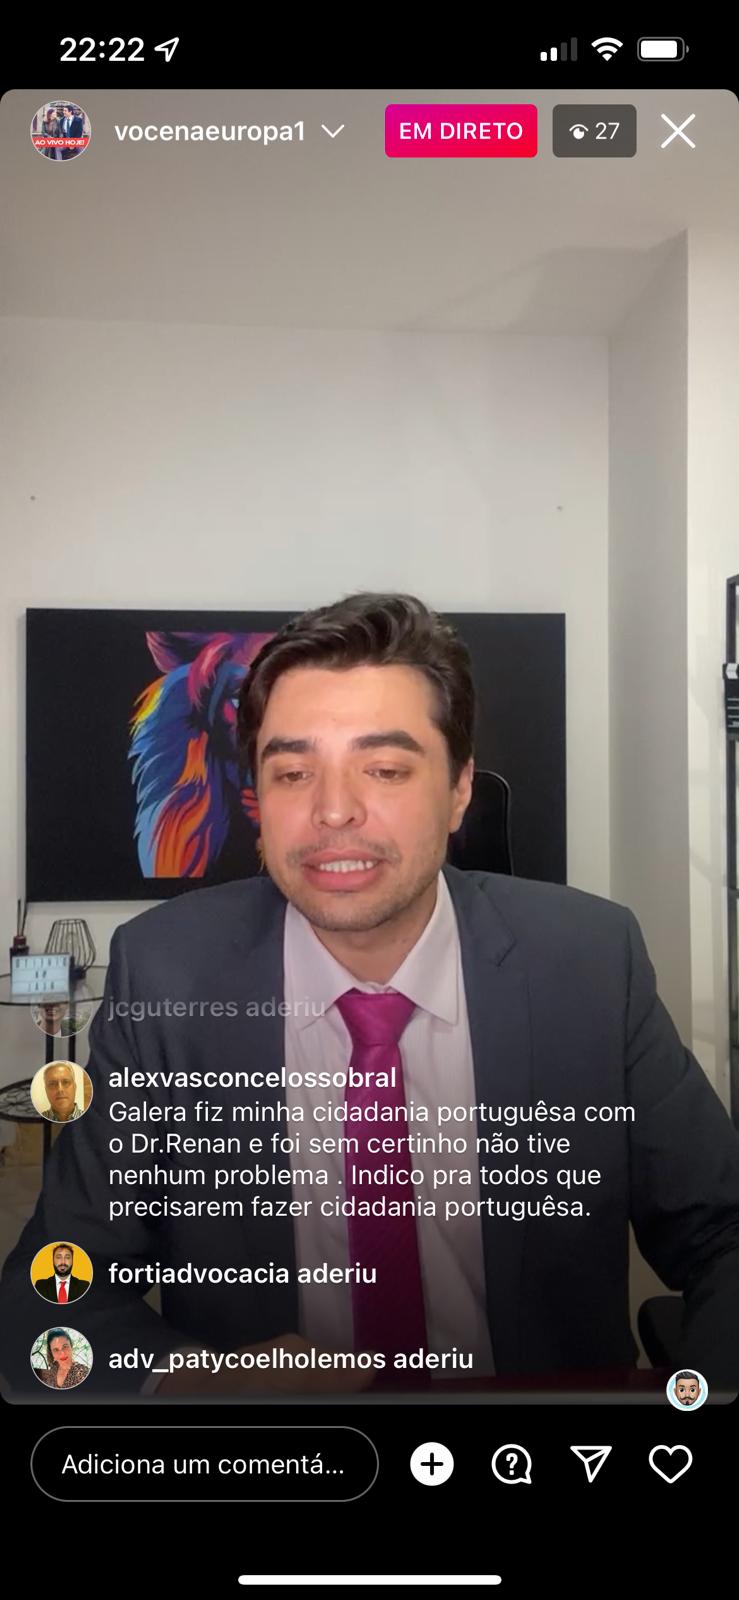 22:22
AO VIVO HOJE!
vocenaeuropa1
EM DIRETO
27
jcguterres aderiu
alexvasconcelossobral
Galera fiz minha cidadania portuguêsa com
o Dr.Renan e foi sem certinho não tive
nenhum problema . Indico pra todos que
precisarem fazer cidadania portuguêsa.
fortiadvocacia aderiu
adv_patycoelholemos aderiu
Adiciona um comentá...